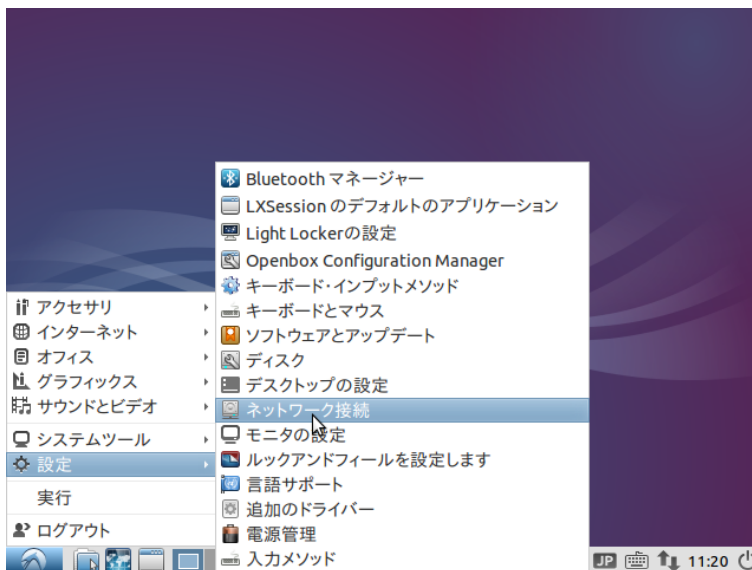 Bluetooth マネージャー
LXSession のデフォルトのアプリケーション
Light Lockerの設定
Openbox Configuration Manager
キーボード・インプットメソッド
キーボードとマウス
ソフトウェアとアップデート
ディスク
デスクトップの設定
ネットワーク接続
モニタの設定
ルックアンドフィールを設定します
言語サポート
追加のドライバー
電源管理
入力メソッド
アクセサリ
インターネット
オフィス
グラフィックス
サウンドとビデオ
システムツール
設定
実行
ログアウト
JP 11:20